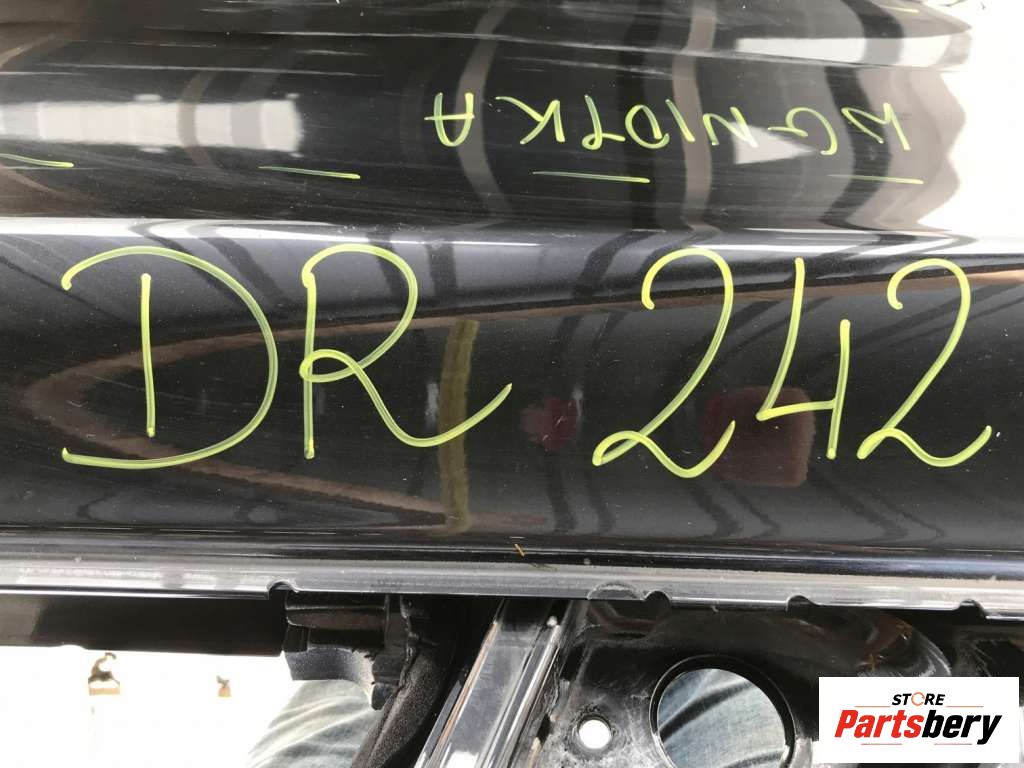 WGNIOTKA
DR 242
STORE
Partsbery